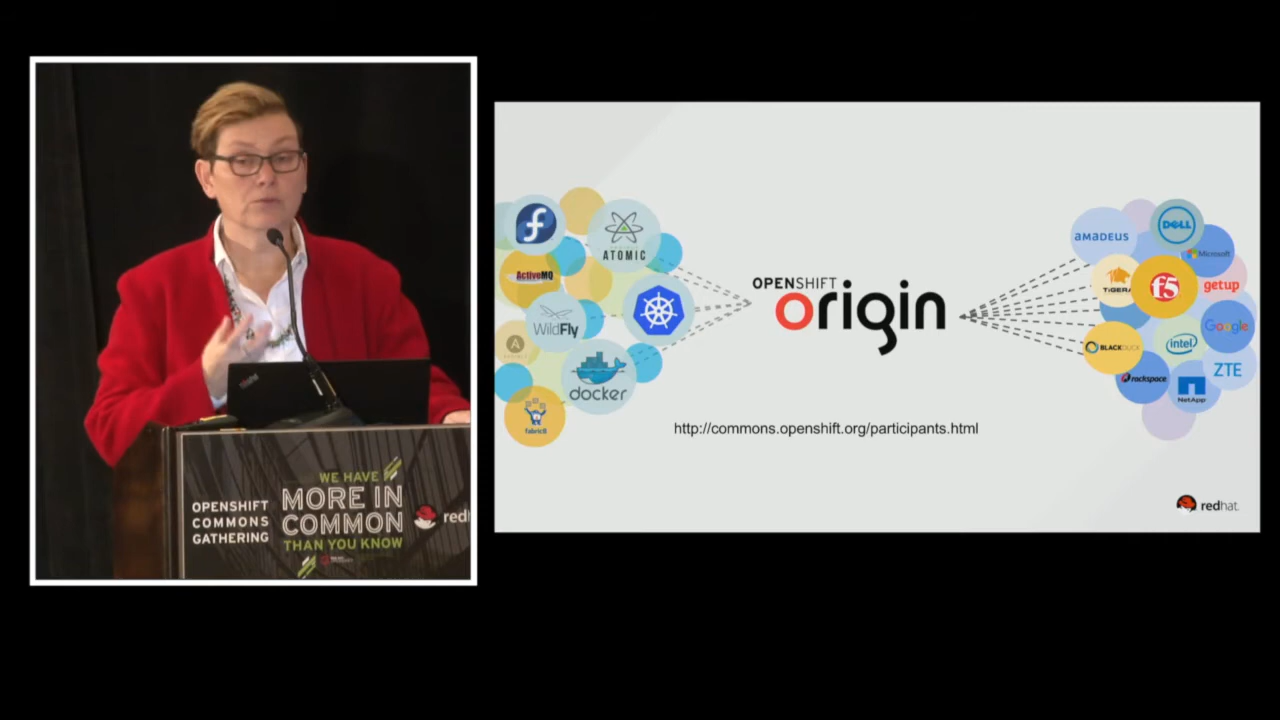 OPENSHIFT
COMMONS
GATHERING
WE HAVE
MORE IN
COMMON
THAN YOU KNOW
redh
ATOMIC
ActiveMQ
WildFly
docker
fabric8
OPENSHIFT
origin
http://commons.openshift.org/participants.html
amadeus
DELL
Microsoft
TIGERA
f5
getup
Google
BLACKDUCK
intel
ZTE
rackspace
NetApp
redhat.